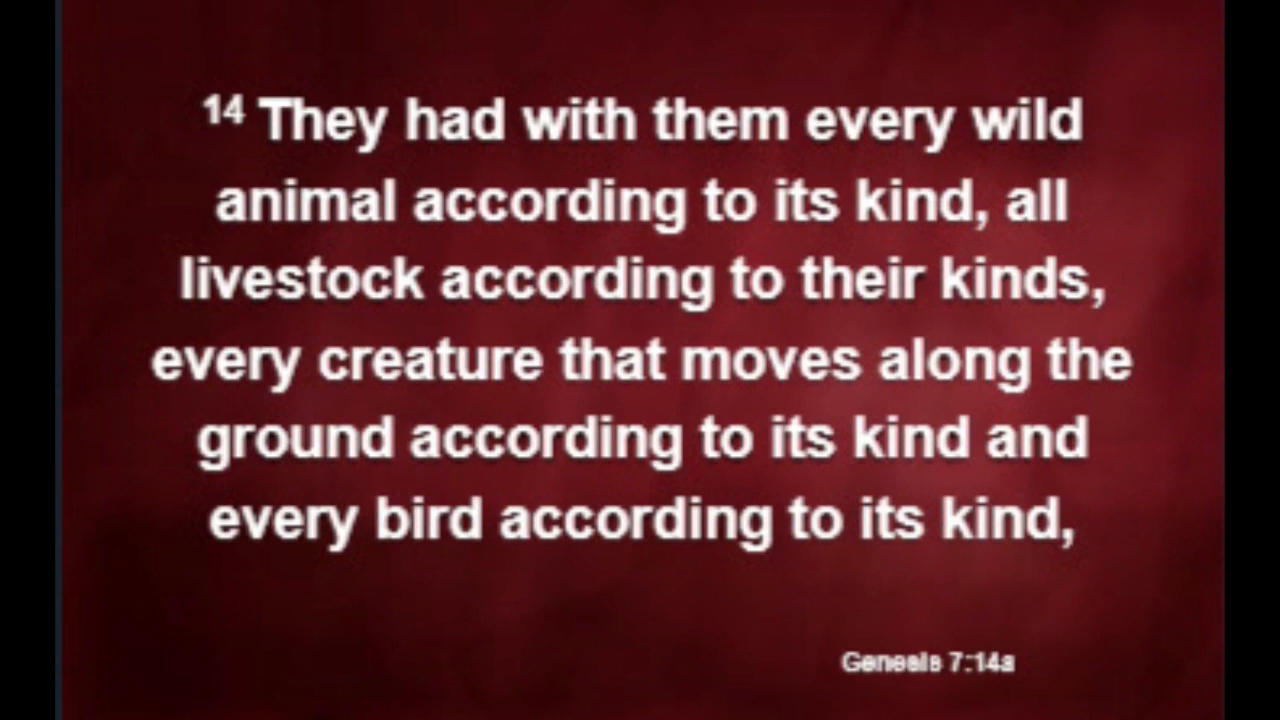 14 They had with them every wild
animal according to its kind, all
livestock according to their kinds,
every creature that moves along the
ground according to its kind and
every bird according to its kind,
Genesis 7:14a